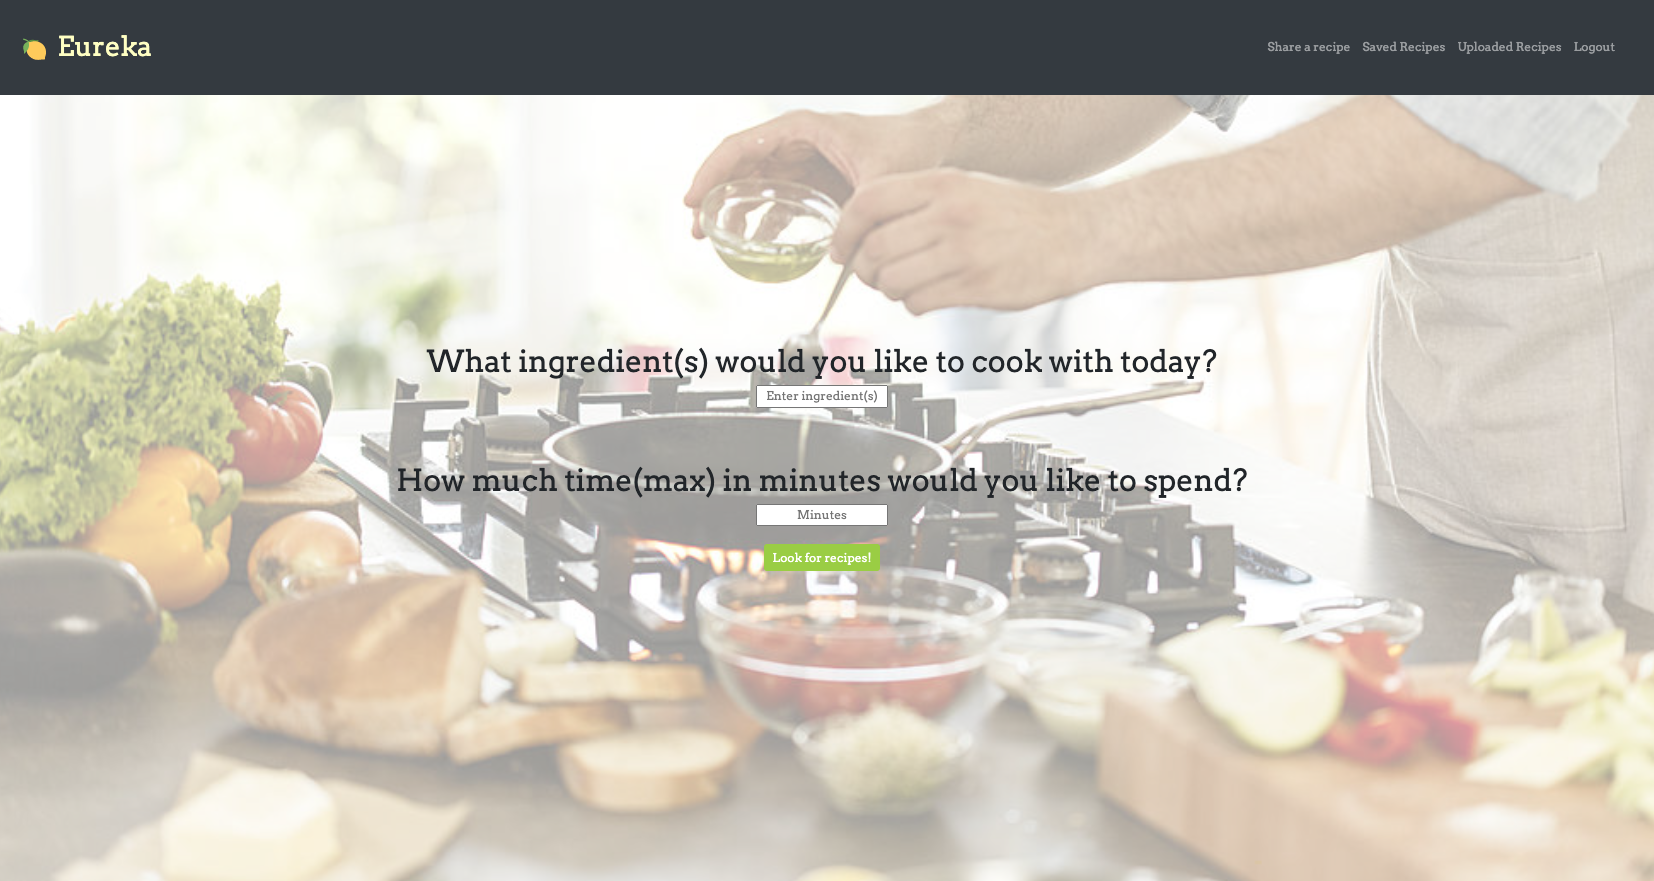 Eureka
Share a recipe Saved Recipes Uploaded Recipes Logout
What ingredient(s) would you like to cook with today?
Enter ingredient(s)
How much time(max) in minutes would you like to spend?
Minutes
Look for recipes!